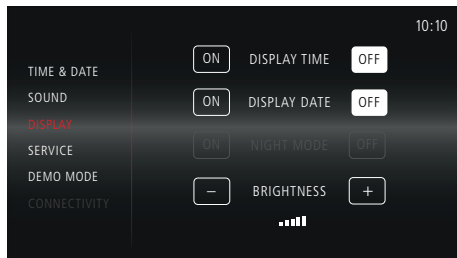 10:10
TIME & DATE
SOUND
DISPLAY
SERVICE
DEMO MODE
CONNECTIVITY
ON DISPLAY TIME OFF
ON DISPLAY DATE OFF
ON NIGHT MODE OFF
– BRIGHTNESS +